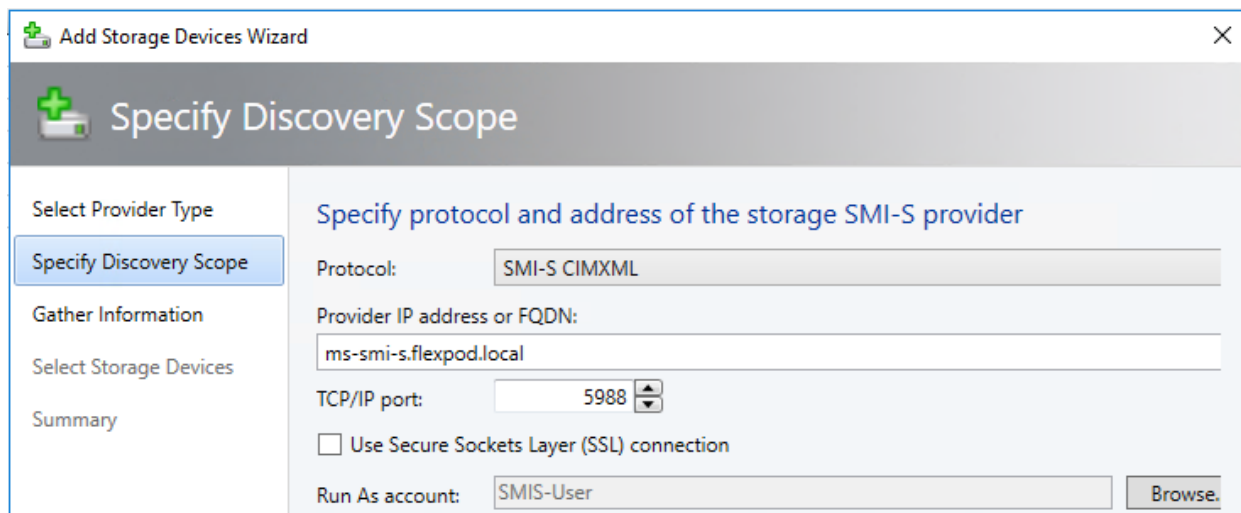 Add Storage Devices Wizard
Specify Discovery Scope
Select Provider Type
Specify Discovery Scope
Gather Information
Select Storage Devices
Summary
Specify protocol and address of the storage SMI-S provider
Protocol: SMI-S CIMXML
Provider IP address or FQDN:
ms-smi-s.flexpod.local
TCP/IP port: 5988
Use Secure Sockets Layer (SSL) connection
Run As account: SMIS-User Browse.